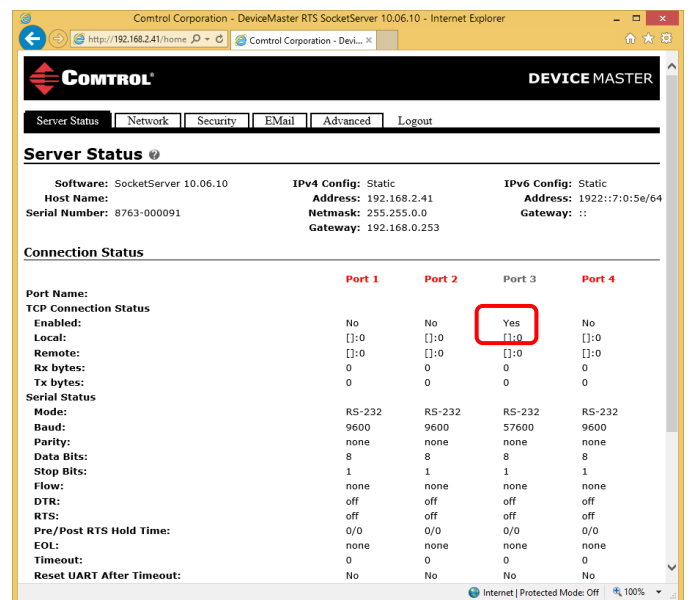 Comtrol Corporation - DeviceMaster RTS SocketServer 10.06.10 - Internet Explorer
http://192.168.2.41/home Comtrol Corporation - Devi... ×
COMTROL® DEVICEMASTER
Server Status Network Security EMail Advanced Logout
Server Status ?
Software: SocketServer 10.06.10 IPv4 Config: Static IPv6 Config: Static
Host Name: Address: 192.168.2.41 Address: 1922::7:0:5e/64
Serial Number: 8763-000091 Netmask: 255.255.0.0 Gateway: ::
Gateway: 192.168.0.253
Connection Status
Port 1 Port 2 Port 3 Port 4
Port Name:
TCP Connection Status
Enabled: No No Yes No
Local: []:0 []:0 []:0 []:0
Remote: []:0 []:0 []:0 []:0
Rx bytes: 0 0 0 0
Tx bytes: 0 0 0 0
Serial Status
Mode: RS-232 RS-232 RS-232 RS-232
Baud: 9600 9600 57600 9600
Parity: none none none none
Data Bits: 8 8 8 8
Stop Bits: 1 1 1 1
Flow: none none none none
DTR: off off off off
RTS: off off off off
Pre/Post RTS Hold Time: 0/0 0/0 0/0 0/0
EOL: none none none none
Timeout: 0 0 0 0
Reset UART After Timeout: No No No No
Internet | Protected Mode: Off 100%